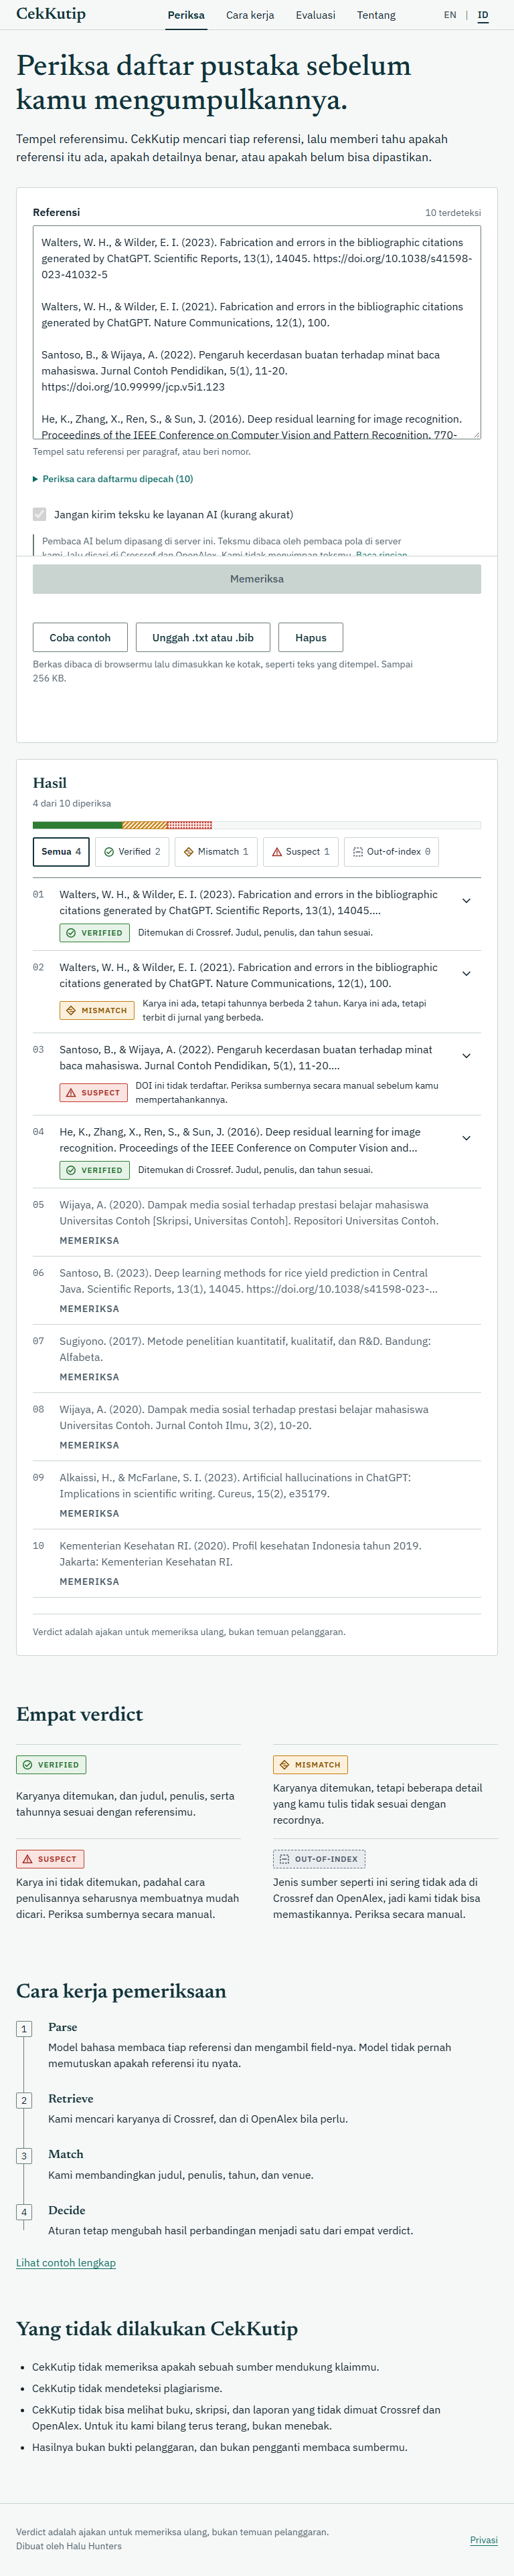 CekKutip
Periksa
Cara kerja
Evaluasi
Tentang
EN | ID
Periksa daftar pustaka sebelum
kamu mengumpulkannya.
Tempel referensimu. CekKutip mencari tiap referensi, lalu memberi tahu apakah
referensi itu ada, apakah detailnya benar, atau apakah belum bisa dipastikan.
Referensi
10 terdeteksi
Walters, W. H., & Wilder, E. I. (2023). Fabrication and errors in the bibliographic citations
generated by ChatGPT. Scientific Reports, 13(1), 14045. https://doi.org/10.1038/s41598-
023-41032-5
Walters, W. H., & Wilder, E. I. (2021). Fabrication and errors in the bibliographic citations
generated by ChatGPT. Nature Communications, 12(1), 100.
Santoso, B., & Wijaya, A. (2022). Pengaruh kecerdasan buatan terhadap minat baca
mahasiswa. Jurnal Contoh Pendidikan, 5(1), 11-20.
https://doi.org/10.99999/jcp.v5i1.123
He, K., Zhang, X., Ren, S., & Sun, J. (2016). Deep residual learning for image recognition.
Proceedings of the IEEE Conference on Computer Vision and Pattern Recognition, 770-
Tempel satu referensi per paragraf, atau beri nomor.
Periksa cara daftarmu dipecah (10)
Jangan kirim teksku ke layanan AI (kurang akurat)
Pembaca AI belum dipasang di server ini. Teksmu dibaca oleh pembaca pola di server
kami, lalu dicari di Crossref dan OpenAlex. Kami tidak menyimpan teksmu. Baca rincian
Memeriksa
Coba contoh
Unggah .txt atau .bib
Hapus
Berkas dibaca di browsermu lalu dimasukkan ke kotak, seperti teks yang ditempel. Sampai
256 KB.
Hasil
4 dari 10 diperiksa
Semua 4
Verified 2
Mismatch 1
Suspect 1
Out-of-index 0
01
Walters, W. H., & Wilder, E. I. (2023). Fabrication and errors in the bibliographic
citations generated by ChatGPT. Scientific Reports, 13(1), 14045....
VERIFIED
Ditemukan di Crossref. Judul, penulis, dan tahun sesuai.
02
Walters, W. H., & Wilder, E. I. (2021). Fabrication and errors in the bibliographic
citations generated by ChatGPT. Nature Communications, 12(1), 100.
MISMATCH
Karya ini ada, tetapi tahunnya berbeda 2 tahun. Karya ini ada, tetapi
terbit di jurnal yang berbeda.
03
Santoso, B., & Wijaya, A. (2022). Pengaruh kecerdasan buatan terhadap minat
baca mahasiswa. Jurnal Contoh Pendidikan, 5(1), 11-20....
SUSPECT
DOI ini tidak terdaftar. Periksa sumbernya secara manual sebelum kamu
mempertahankannya.
04
He, K., Zhang, X., Ren, S., & Sun, J. (2016). Deep residual learning for image
recognition. Proceedings of the IEEE Conference on Computer Vision and...
VERIFIED
Ditemukan di Crossref. Judul, penulis, dan tahun sesuai.
05
Wijaya, A. (2020). Dampak media sosial terhadap prestasi belajar mahasiswa
Universitas Contoh [Skripsi, Universitas Contoh]. Repositori Universitas Contoh.
MEMERIKSA
06
Santoso, B. (2023). Deep learning methods for rice yield prediction in Central
Java. Scientific Reports, 13(1), 14045. https://doi.org/10.1038/s41598-023-...
MEMERIKSA
07
Sugiyono. (2017). Metode penelitian kuantitatif, kualitatif, dan R&D. Bandung:
Alfabeta.
MEMERIKSA
08
Wijaya, A. (2020). Dampak media sosial terhadap prestasi belajar mahasiswa
Universitas Contoh. Jurnal Contoh Ilmu, 3(2), 10-20.
MEMERIKSA
09
Alkaissi, H., & McFarlane, S. I. (2023). Artificial hallucinations in ChatGPT:
Implications in scientific writing. Cureus, 15(2), e35179.
MEMERIKSA
10
Kementerian Kesehatan RI. (2020). Profil kesehatan Indonesia tahun 2019.
Jakarta: Kementerian Kesehatan RI.
MEMERIKSA
Verdict adalah ajakan untuk memeriksa ulang, bukan temuan pelanggaran.
Empat verdict
VERIFIED
Karyanya ditemukan, dan judul, penulis, serta
tahunnya sesuai dengan referensimu.
MISMATCH
Karyanya ditemukan, tetapi beberapa detail
yang kamu tulis tidak sesuai dengan
recordnya.
SUSPECT
Karya ini tidak ditemukan, padahal cara
penulisannya seharusnya membuatnya mudah
dicari. Periksa sumbernya secara manual.
OUT-OF-INDEX
Jenis sumber seperti ini sering tidak ada di
Crossref dan OpenAlex, jadi kami tidak bisa
memastikannya. Periksa secara manual.
Cara kerja pemeriksaan
1
Parse
Model bahasa membaca tiap referensi dan mengambil field-nya. Model tidak pernah
memutuskan apakah referensi itu nyata.
2
Retrieve
Kami mencari karyanya di Crossref, dan di OpenAlex bila perlu.
3
Match
Kami membandingkan judul, penulis, tahun, dan venue.
4
Decide
Aturan tetap mengubah hasil perbandingan menjadi satu dari empat verdict.
Lihat contoh lengkap
Yang tidak dilakukan CekKutip
• CekKutip tidak memeriksa apakah sebuah sumber mendukung klaimmu.
• CekKutip tidak mendeteksi plagiarisme.
• CekKutip tidak bisa melihat buku, skripsi, dan laporan yang tidak dimuat Crossref dan
OpenAlex. Untuk itu kami bilang terus terang, bukan menebak.
• Hasilnya bukan bukti pelanggaran, dan bukan pengganti membaca sumbermu.
Verdict adalah ajakan untuk memeriksa ulang, bukan temuan pelanggaran.
Dibuat oleh Halu Hunters
Privasi